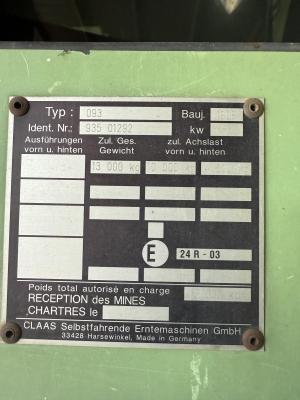 Typ : 093 Bauj.
Ident. Nr.: 935 01292 kw
Ausführungen Zul. Ges. zul. Achslast
vorn u. hinten Gewicht vorn u. hinten
13 000 kg
E 24 R - 03
Poids total autorisé en charge
RECEPTION des MINES
CHARTRES le
CLAAS Selbstfahrende Erntemaschinen GmbH
33428 Harsewinkel, Made in Germany